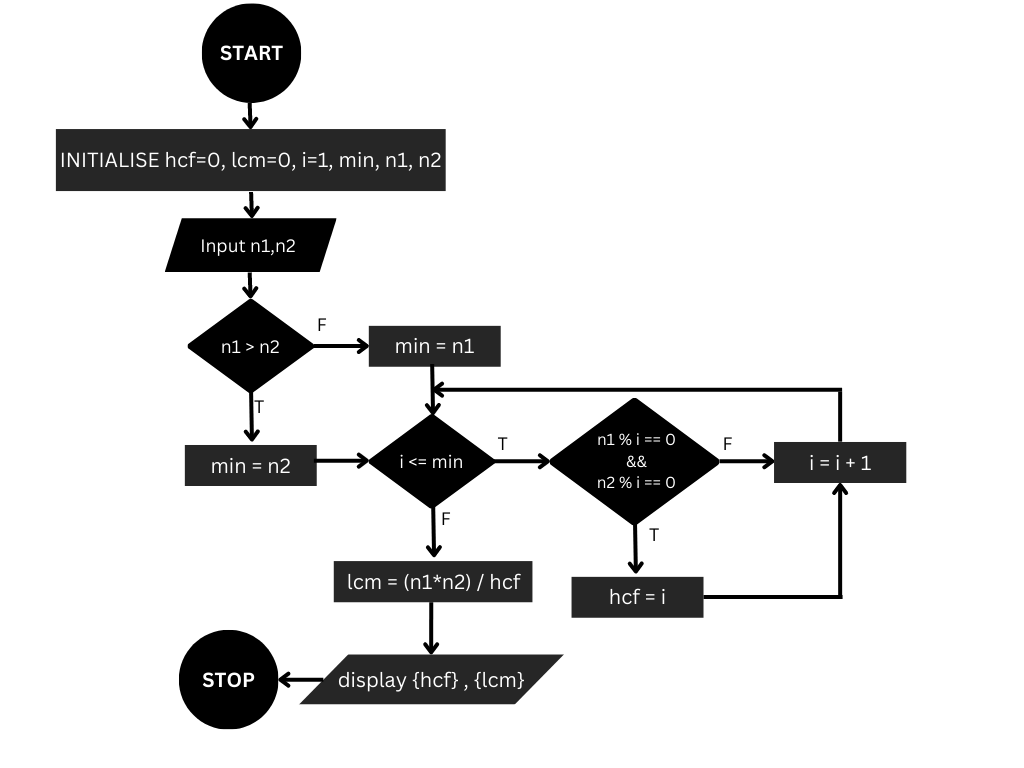 START
INITIALISE hcf=0, lcm=0, i=1, min, n1, n2
Input n1,n2
n1 > n2
F
min = n1
T
min = n2
i <= min
T
n1 % i == 0
&&
n2 % i == 0
F
i = i + 1
F
T
lcm = (n1*n2) / hcf
hcf = i
display {hcf} , {lcm}
STOP